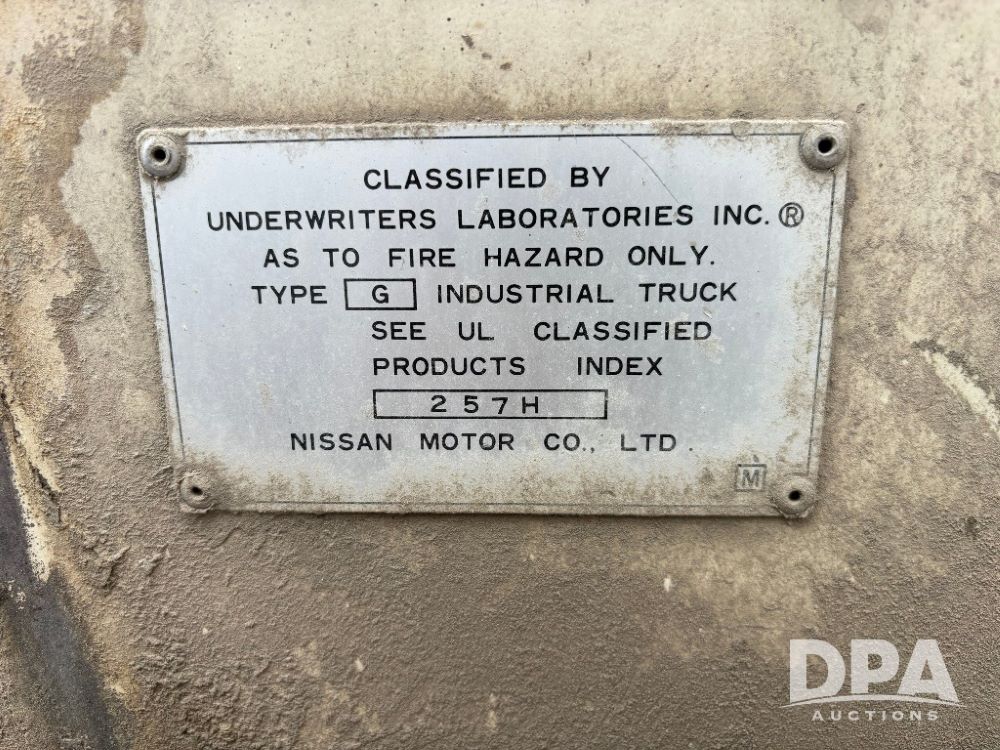 CLASSIFIED BY
UNDERWRITERS LABORATORIES INC.®
AS TO FIRE HAZARD ONLY.
TYPE G INDUSTRIAL TRUCK
SEE UL CLASSIFIED
PRODUCTS INDEX
257H
NISSAN MOTOR CO., LTD.
M
DPA
AUCTIONS